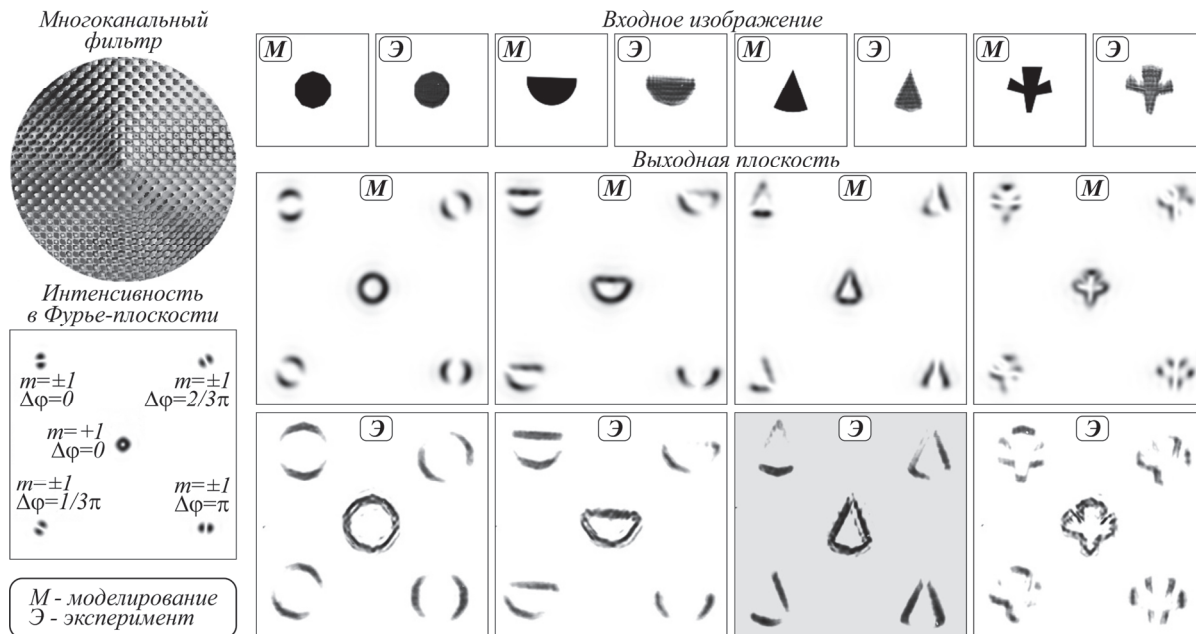 Многоканальный
фильтр
Входное изображение
М
Э
М
Э
М
Э
М
Э
Выходная плоскость
М
М
М
М
Интенсивность
в Фурье-плоскости
m=±1
Δφ=0
m=±1
Δφ=2/3π
m=+1
Δφ=0
m=±1
Δφ=1/3π
m=±1
Δφ=π
Э
Э
Э
Э
М - моделирование
Э - эксперимент